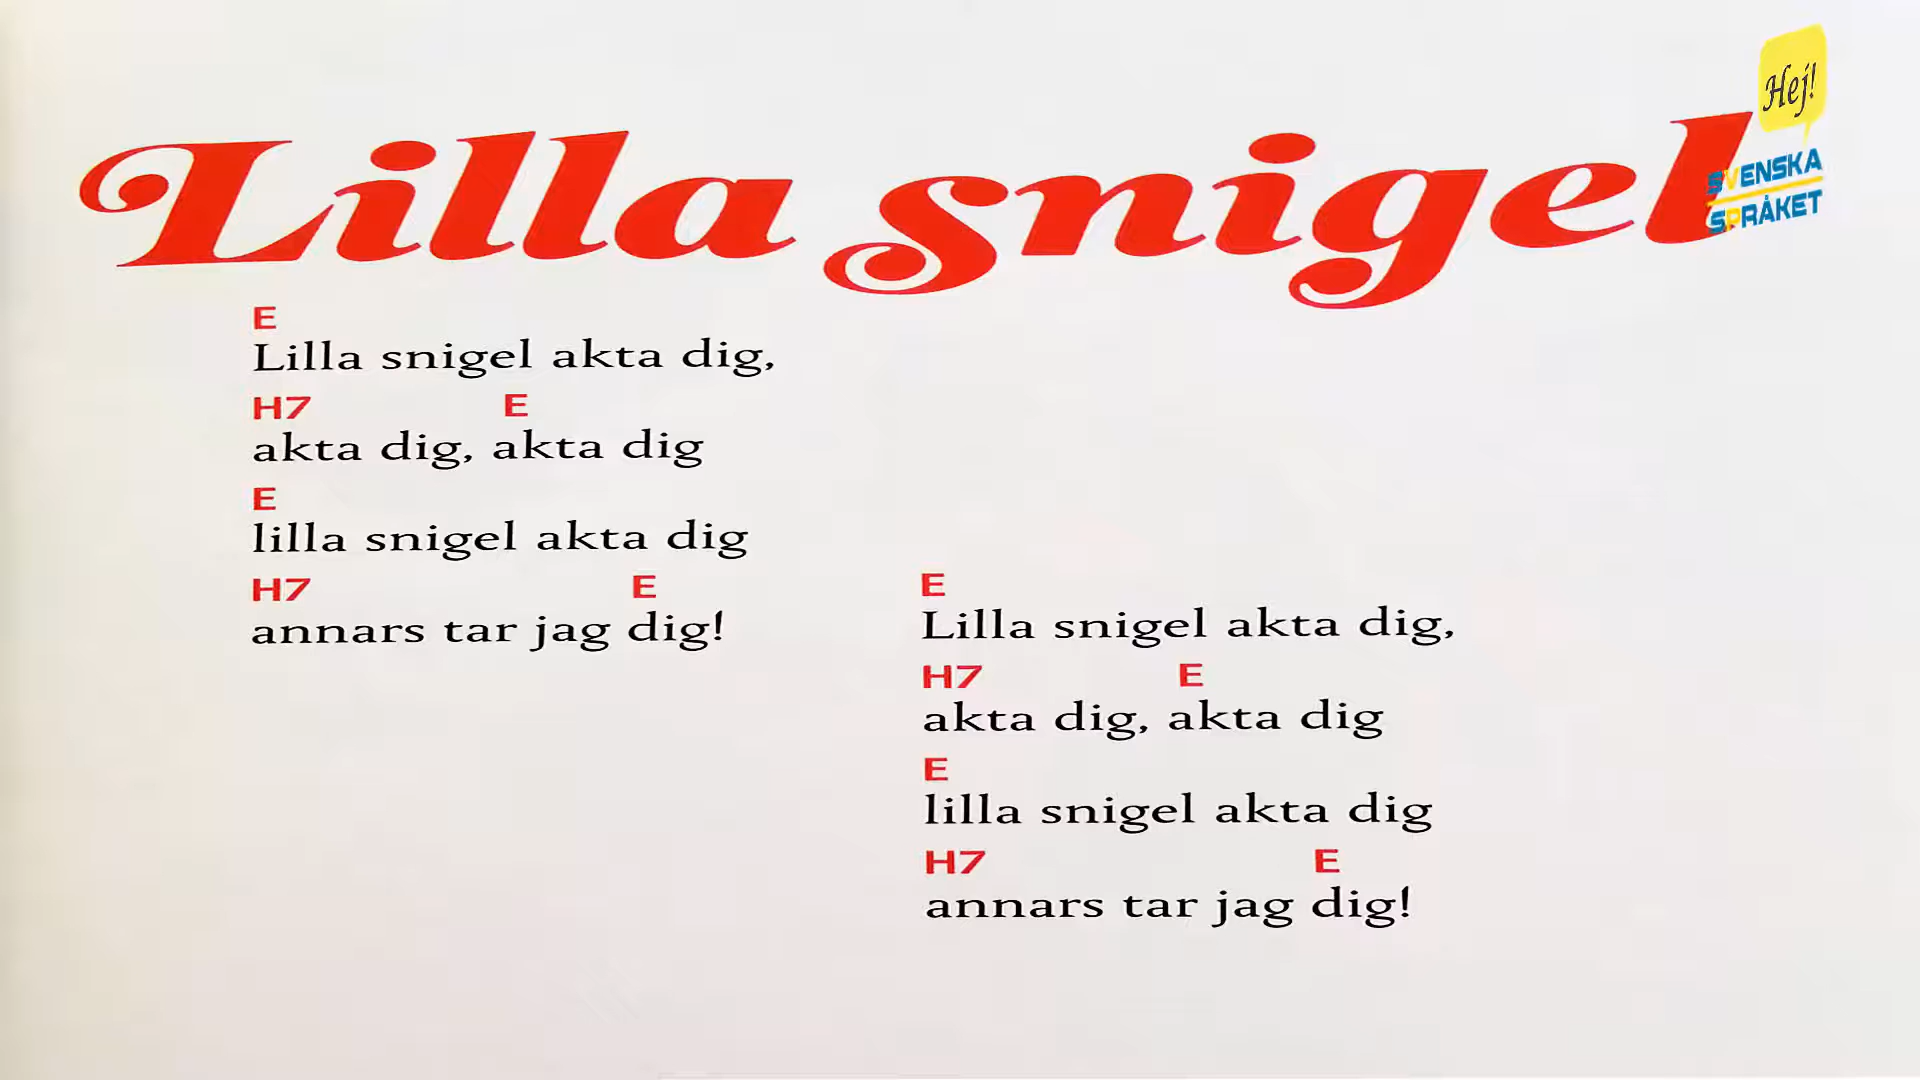 Lilla snigel
Hej!
SVENSKA
SPRÅKET
E
Lilla snigel akta dig,
H7 E
akta dig, akta dig
E
lilla snigel akta dig
H7 E
annars tar jag dig!
E
Lilla snigel akta dig,
H7 E
akta dig, akta dig
E
lilla snigel akta dig
H7 E
annars tar jag dig!